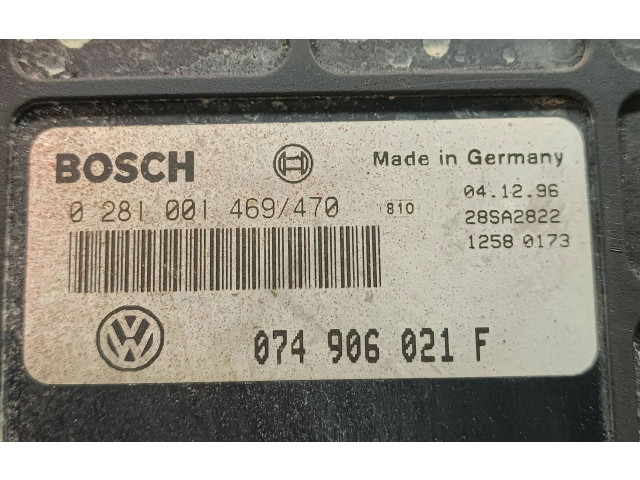 BOSCH
Made in Germany
0 281 001 469/470 810
04.12.96
28SA2822
1258 0173
VW
074 906 021 F